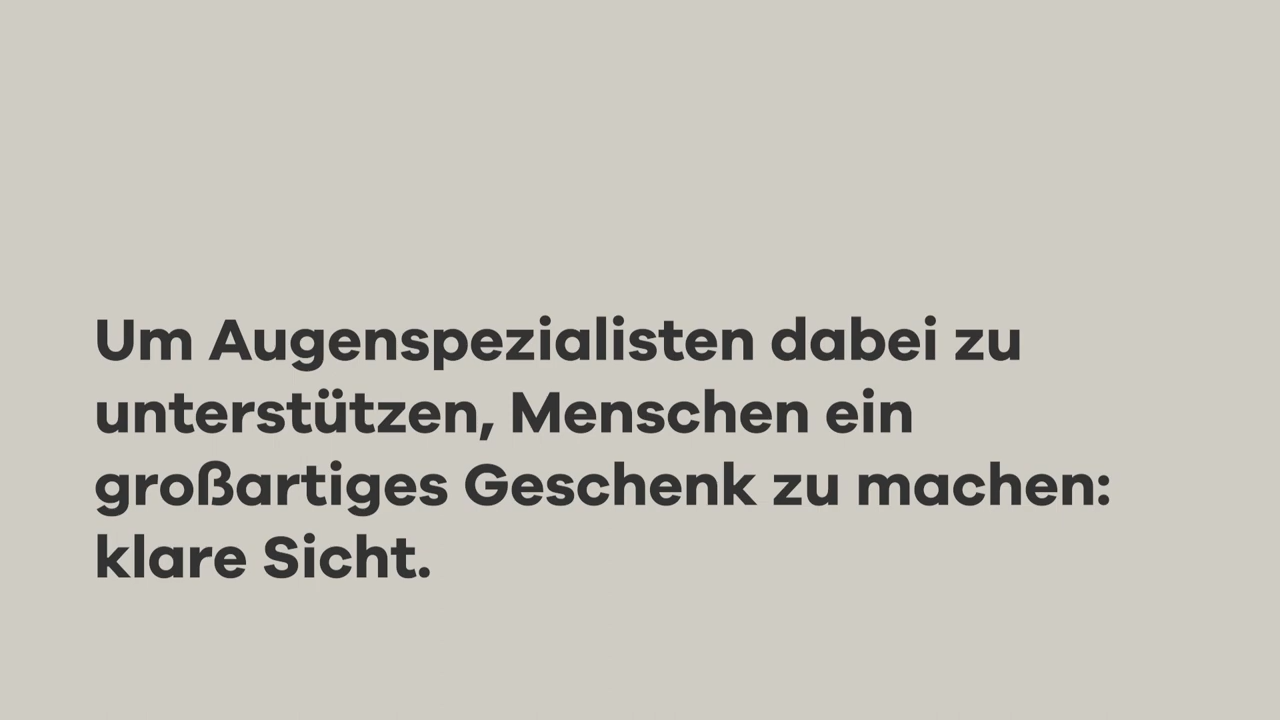 Um Augenspezialisten dabei zu
unterstützen, Menschen ein
großartiges Geschenk zu machen:
klare Sicht.